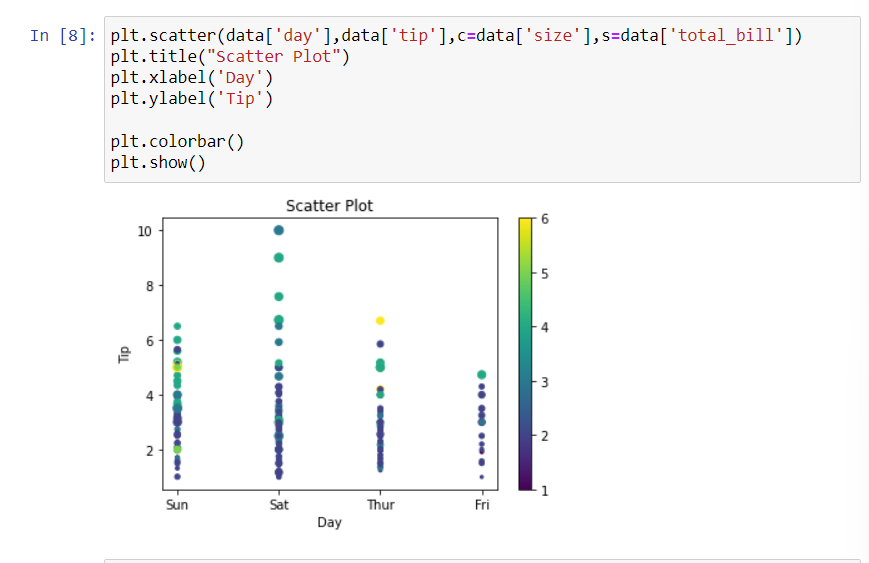 In [8]: plt.scatter(data['day'],data['tip'],c=data['size'],s=data['total_bill'])
plt.title("Scatter Plot")
plt.xlabel('Day')
plt.ylabel('Tip')
plt.colorbar()
plt.show()
Scatter Plot
10
8
6
4
2
Tip
Sun Sat Thur Fri
Day
6
5
4
3
2
1